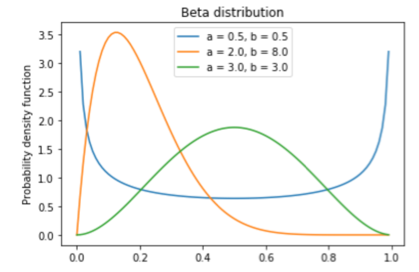 Beta distribution
Probability density function
a = 0.5, b = 0.5
a = 2.0, b = 8.0
a = 3.0, b = 3.0
3.5
3.0
2.5
2.0
1.5
1.0
0.5
0.0
0.0 0.2 0.4 0.6 0.8 1.0